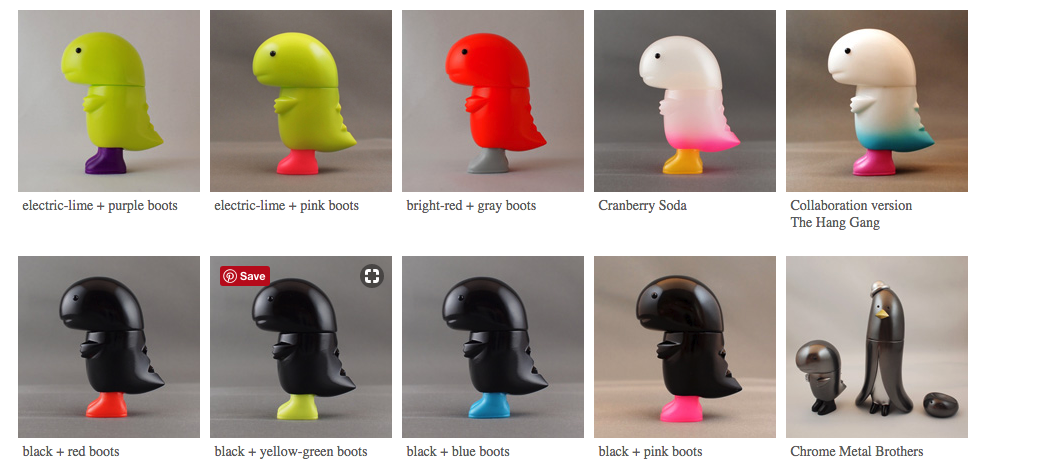 electric-lime + purple boots
electric-lime + pink boots
bright-red + gray boots
Cranberry Soda
Collaboration version
The Hang Gang
Save
black + red boots
black + yellow-green boots
black + blue boots
black + pink boots
Chrome Metal Brothers